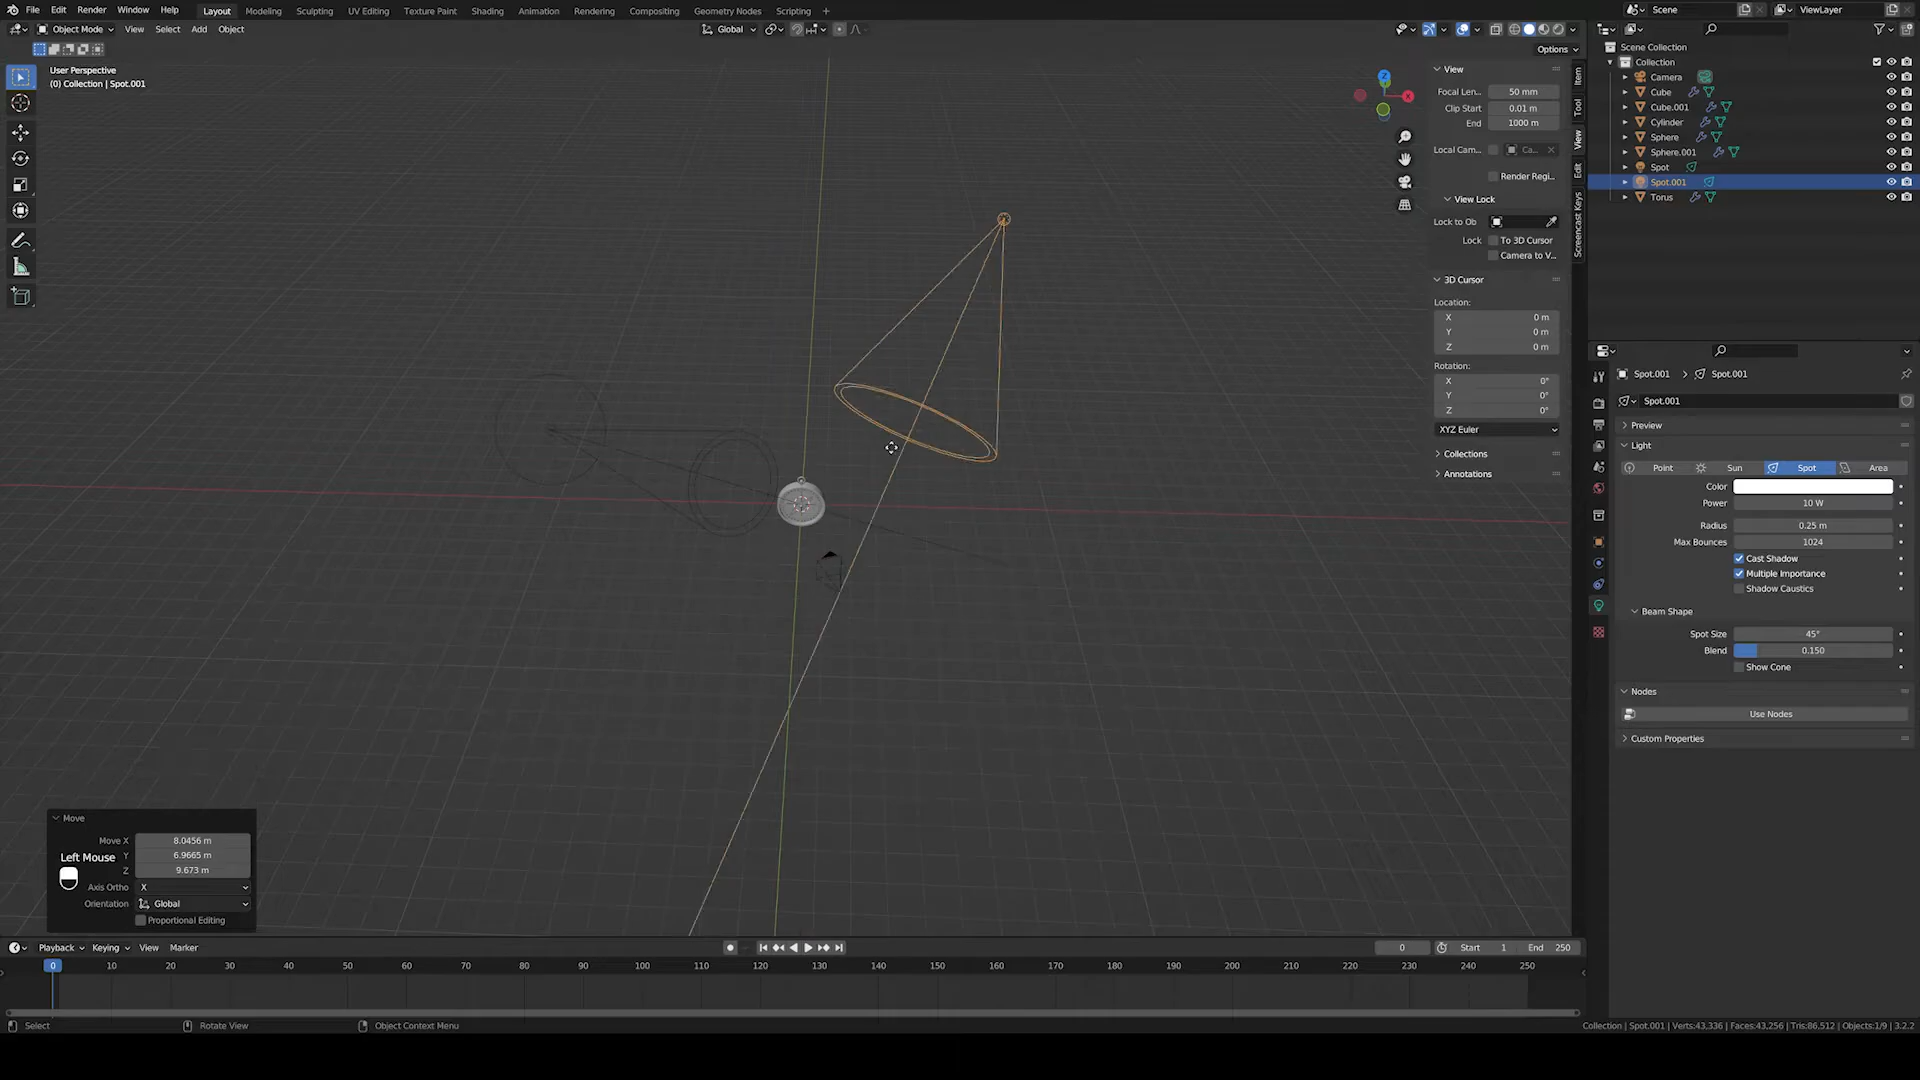 File Edit Render Window Help Layout Modeling Sculpting UV Editing Texture Paint Shading Animation Rendering Compositing Geometry Nodes Scripting + Scene ViewLayer
Object Mode View Select Add Object Global
Options
User Perspective
(0) Collection | Spot.001
View
Focal Len... 50 mm
Clip Start 0.01 m
End 1000 m
Local Cam... Ca...
Render Regi...
View Lock
Lock to Ob
Lock To 3D Cursor
Camera to V...
3D Cursor
Location:
X 0 m
Y 0 m
Z 0 m
Rotation:
X 0°
Y 0°
Z 0°
XYZ Euler
Collections
Annotations
Item
Tool
View
Edit
Screencast Keys
Z
X
Scene Collection
Collection
Camera
Cube
Cube.001
Cylinder
Sphere
Sphere.001
Spot
Spot.001
Torus
Spot.001 > Spot.001
Spot.001
Preview
Light
Point Sun Spot Area
Color
Power 10 W
Radius 0.25 m
Max Bounces 1024
Cast Shadow
Multiple Importance
Shadow Caustics
Beam Shape
Spot Size 45°
Blend 0.150
Show Cone
Nodes
Use Nodes
Custom Properties
Move
Move X 8.0456 m
Y 6.9665 m
Z 9.673 m
Left Mouse
Axis Ortho X
Orientation Global
Proportional Editing
Playback Keying View Marker 0 Start 1 End 250
0 10 20 30 40 50 60 70 80 90 100 110 120 130 140 150 160 170 180 190 200 210 220 230 240 250
Select Rotate View Object Context Menu Collection | Spot.001 | Verts:43,336 | Faces:43,256 | Tris:86,512 | Objects:1/9 | 3.2.2